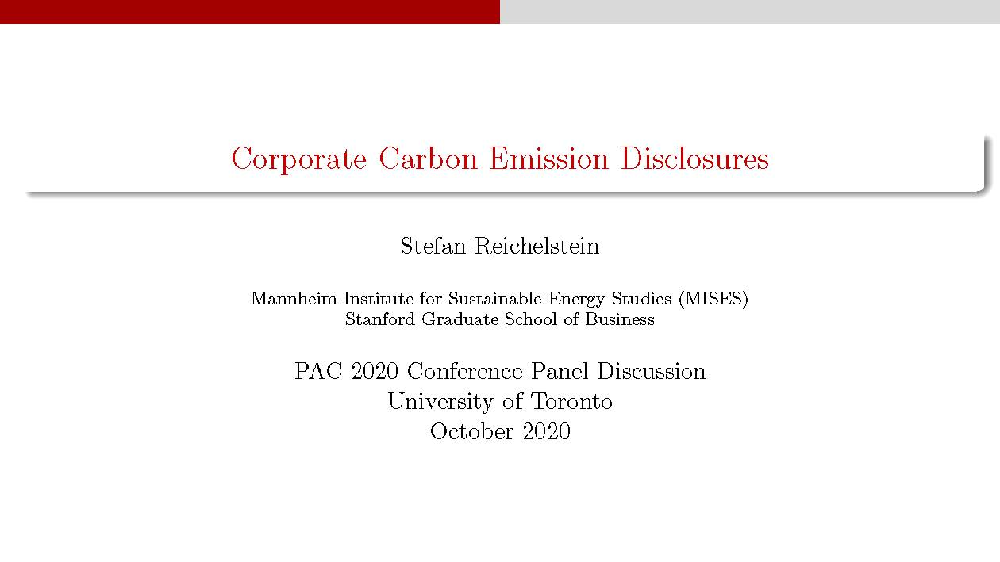 Corporate Carbon Emission Disclosures
Stefan Reichelstein
Mannheim Institute for Sustainable Energy Studies (MISES)
Stanford Graduate School of Business
PAC 2020 Conference Panel Discussion
University of Toronto
October 2020